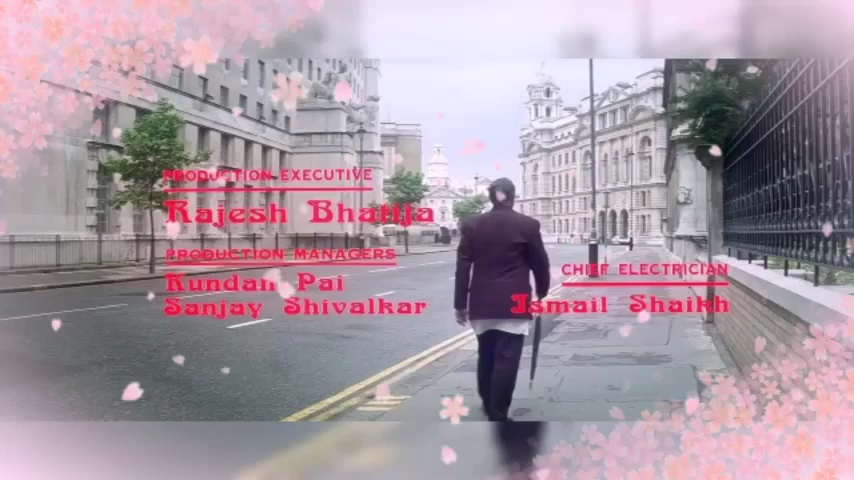 PRODUCTION EXECUTIVE
Rajesh Bhatija
PRODUCTION MANAGERS
Kundan Pai
Sanjay Shivalkar
CHIEF ELECTRICIAN
Ismail Shaikh